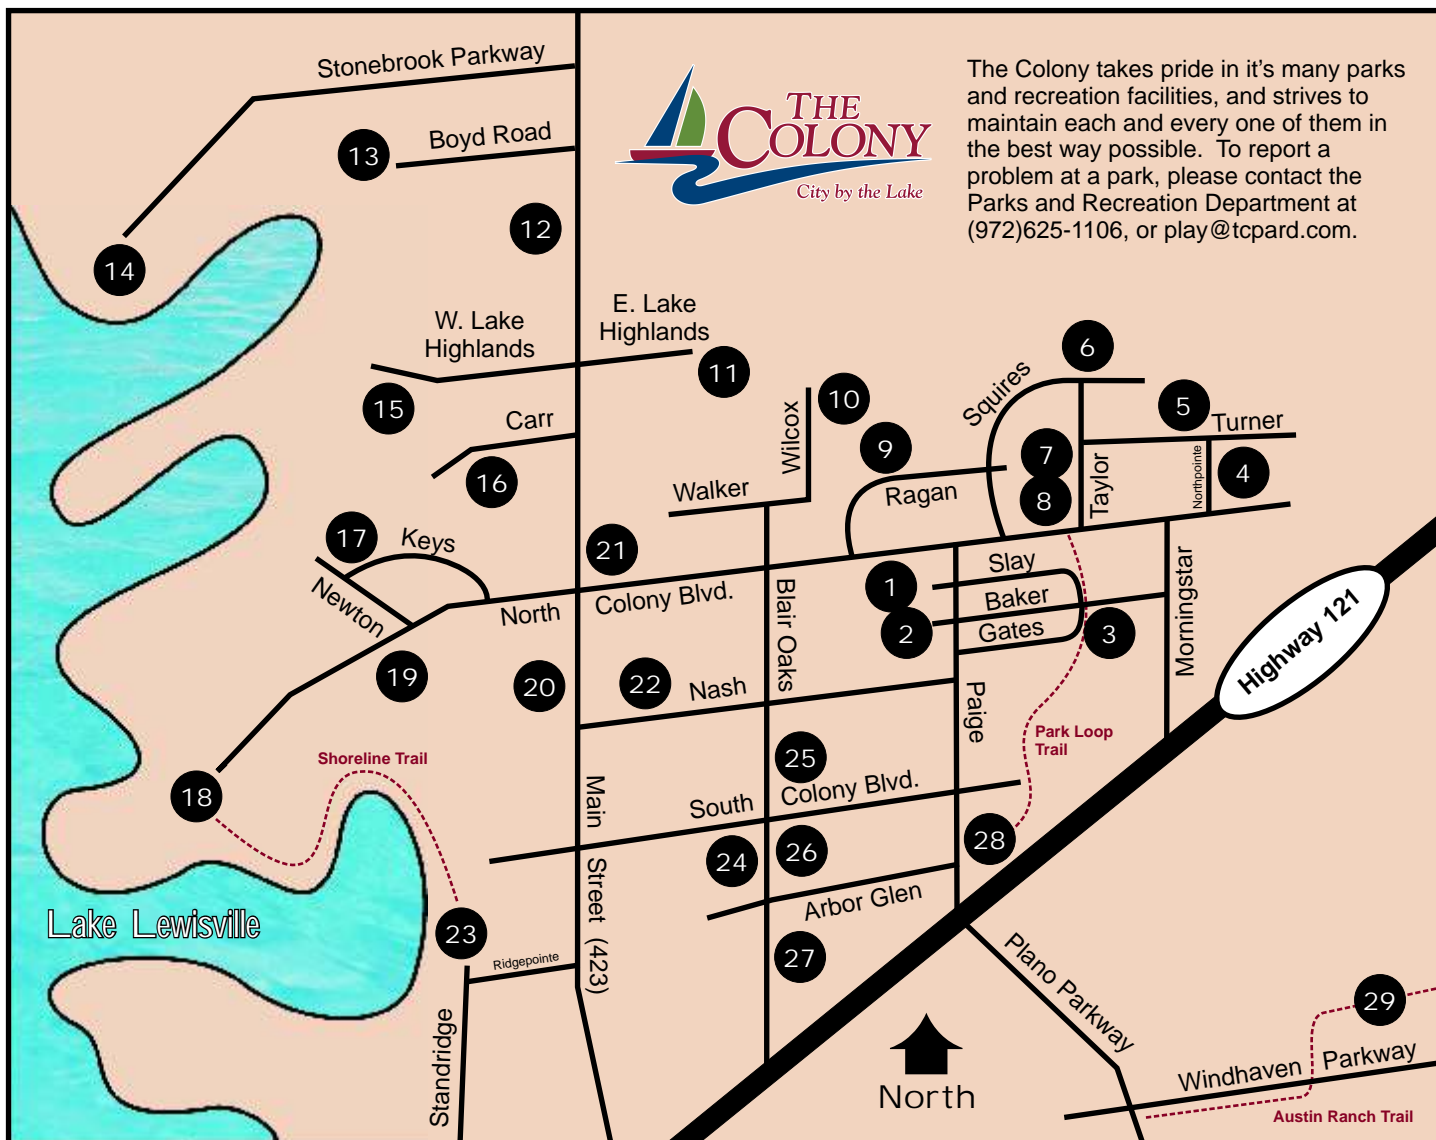 The Colony takes pride in it's many parks
and recreation facilities, and strives to
maintain each and every one of them in
the best way possible.  To report a
problem at a park, please contact the
Parks and Recreation Department at
(972)625-1106, or play@tcpard.com.
THE
COLONY
City by the Lake
Stonebrook Parkway
Boyd Road
13
12
14
W. Lake
Highlands
E. Lake
Highlands
11
15
Carr
16
10
Wilcox
Walker
9
Ragan
Squires
6
5
Turner
7
8
Taylor
Northpointe
4
17
Keys
Newton
21
North
Colony Blvd.
19
20
22
Nash
Blair Oaks
1
2
Slay
Baker
Gates
3
Morningstar
Highway 121
Paige
Park Loop
Trail
Shoreline Trail
18
25
South
Colony Blvd.
24
26
28
Arbor Glen
Main
Street
(423)
Lake Lewisville
23
Ridgepointe
Standridge
27
Plano Parkway
North
29
Windhaven
Parkway
Austin Ranch Trail